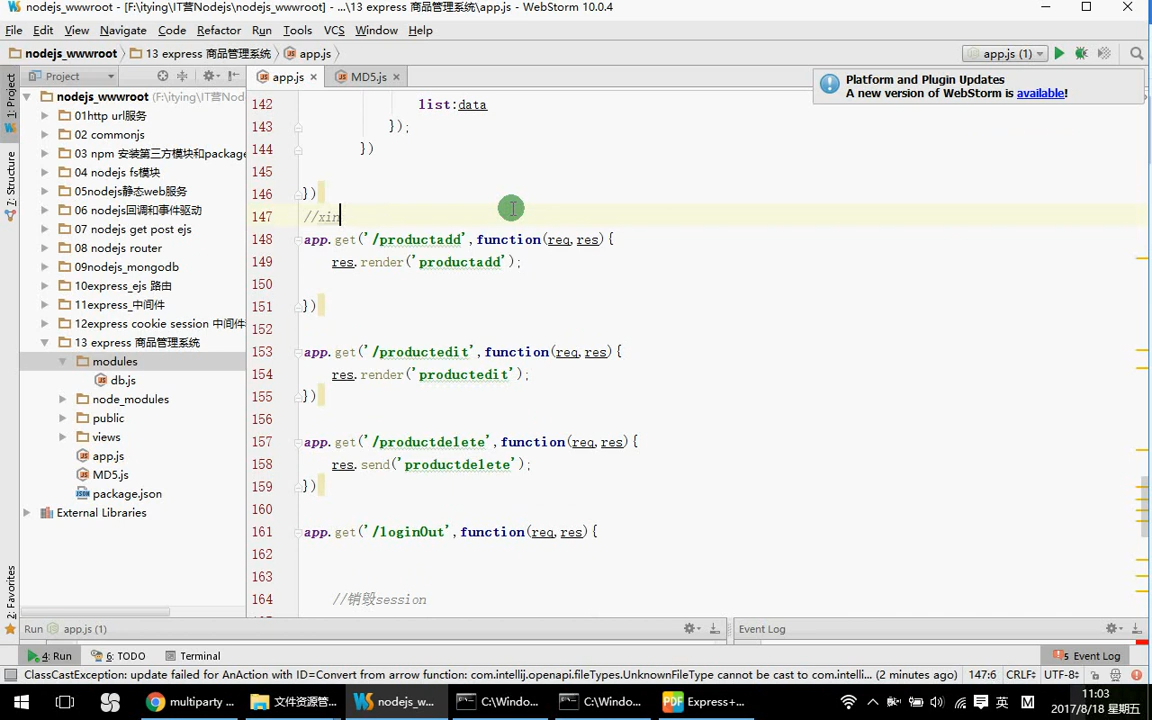 nodejs_wwwroot - [F:\itying\IT营Nodejs\nodejs_wwwroot] - ...\13 express 商品管理系统\app.js - WebStorm 10.0.4
File Edit View Navigate Code Refactor Run Tools VCS Window Help
nodejs_wwwroot 13 express 商品管理系统 app.js app.js (1)
Project app.js MD5.js
Platform and Plugin Updates
A new version of WebStorm is available!
1: Project
7: Structure
2: Favorites
nodejs_wwwroot (F:\itying\IT营Nod
01http url服务
02 commonjs
03 npm 安装第三方模块和package
04 nodejs fs模块
05nodejs静态web服务
06 nodejs回调和事件驱动
07 nodejs get post ejs
08 nodejs router
09nodejs_mongodb
10express_ejs 路由
11express_中间件
12express cookie session 中间件
13 express 商品管理系统
modules
db.js
node_modules
public
views
app.js
MD5.js
package.json
External Libraries
142 list:data
143 });
144 })
145
146 })
147 //xin
148 app.get('/productadd',function(req,res){
149 res.render('productadd');
150
151 })
152
153 app.get('/productedit',function(req,res){
154 res.render('productedit');
155 })
156
157 app.get('/productdelete',function(req,res){
158 res.send('productdelete');
159 })
160
161 app.get('/loginOut',function(req,res){
162
163
164 //销毁session
Run app.js (1) Event Log
4: Run 6: TODO Terminal 5 Event Log
ClassCastException: update failed for AnAction with ID=Convert from arrow function: com.intellij.openapi.fileTypes.UnknownFileType cannot be cast to com.intelli... (2 minutes ago) 147:6 CRLF÷ UTF-8÷
multiparty ... 文件资源管... nodejs_w... C:\Windo... C:\Windo... Express+... 英 M 11:03
2017/8/18 星期五